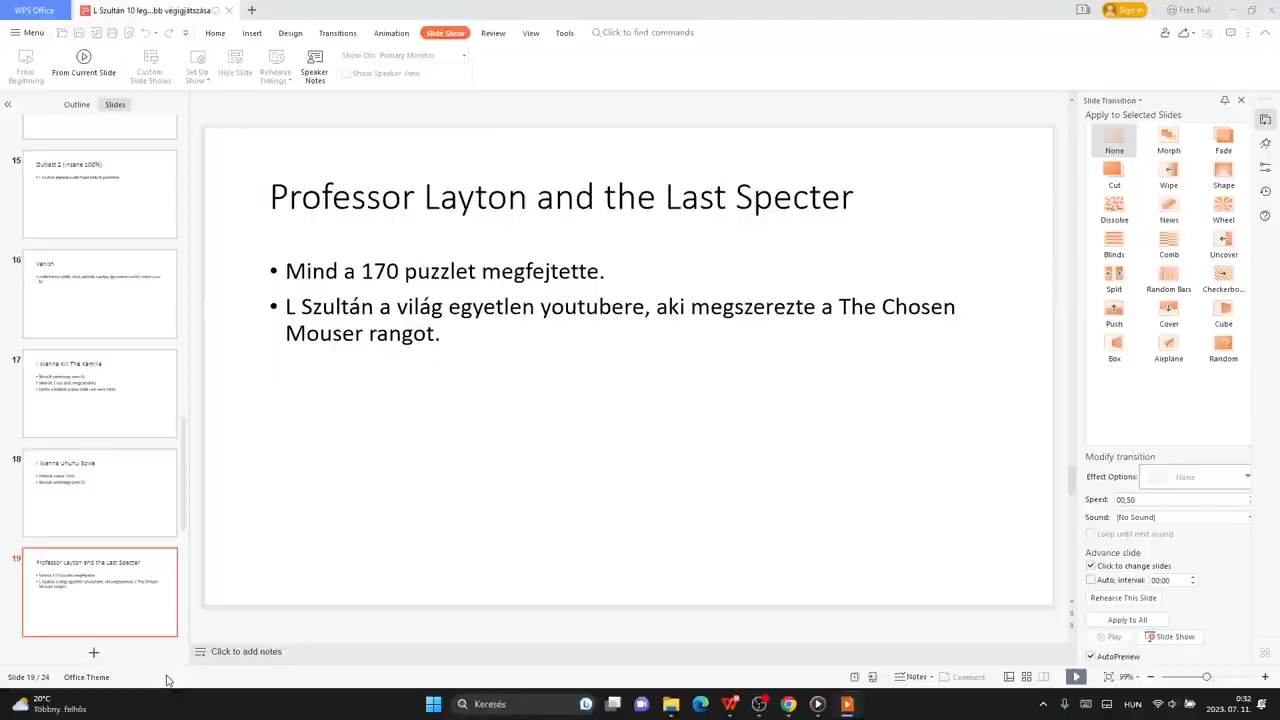 WPS Office
L Szultán 10 leg...bb végigjátszása
Sign in
Free Trial
Menu
Home
Insert
Design
Transitions
Animation
Slide Show
Review
View
Tools
Click to find commands
From Beginning
From Current Slide
Custom Slide Shows
Set Up Show
Hide Slide
Rehearse Timings
Speaker Notes
Show On: Primary Monitor
Show Speaker View
Outline
Slides
15
Outlast 2 (Insane 100%)
16
Vanish
17
I Wanna Kill The Kamilia
18
I Wanna Uhuhu Spike
19
Professor Layton and the Last Specter
Professor Layton and the Last Specter
• Mind a 170 puzzlet megfejtette.
• L Szultán a világ egyetlen youtubere, aki megszerezte a The Chosen
Mouser rangot.
Click to add notes
Slide Transition
Apply to Selected Slides
None
Morph
Fade
Cut
Wipe
Shape
Dissolve
News
Wheel
Blinds
Comb
Uncover
Split
Random Bars
Checkerbo...
Push
Cover
Cube
Box
Airplane
Random
Modify transition
Effect Options: None
Speed: 00,50
Sound: [No Sound]
Loop until next sound
Advance slide
Click to change slides
Auto; interval: 00:00
Rehearse This Slide
Apply to All
Play
Slide Show
AutoPreview
Slide 19 / 24
Office Theme
Notes
Comment
99%
20°C
Többny. felhős
Keresés
HUN
0:32
2023. 07. 11.